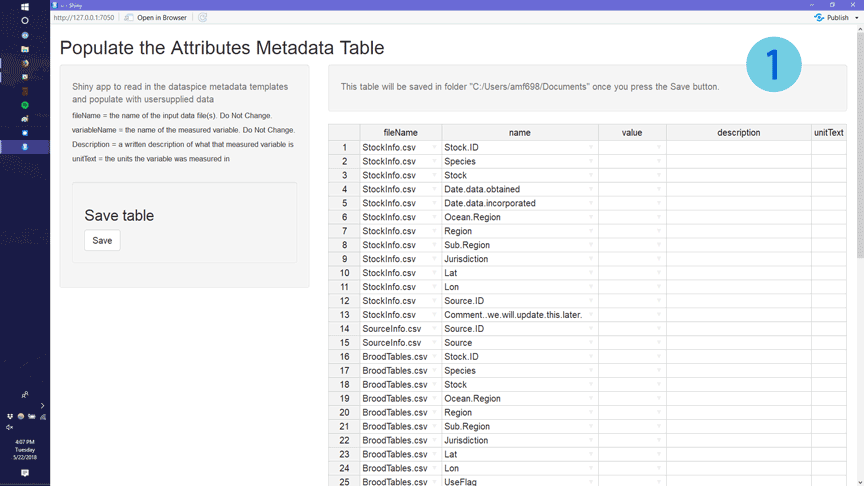 ~ - Shiny
http://127.0.0.1:7050
Open in Browser
Publish
Populate the Attributes Metadata Table
1
Shiny app to read in the dataspice metadata templates
and populate with usersupplied data
fileName = the name of the input data file(s). Do Not Change.
variableName = the name of the measured variable. Do Not Change.
Description = a written description of what that measured variable is
unitText = the units the variable was measured in
Save table
Save
This table will be saved in folder "C:/Users/amf698/Documents" once you press the Save button.
fileName name value description unitText
1 StockInfo.csv Stock.ID
2 StockInfo.csv Species
3 StockInfo.csv Stock
4 StockInfo.csv Date.data.obtained
5 StockInfo.csv Date.data.incorporated
6 StockInfo.csv Ocean.Region
7 StockInfo.csv Region
8 StockInfo.csv Sub.Region
9 StockInfo.csv Jurisdiction
10 StockInfo.csv Lat
11 StockInfo.csv Lon
12 StockInfo.csv Source.ID
13 StockInfo.csv Comment..we.will.update.this.later.
14 SourceInfo.csv Source.ID
15 SourceInfo.csv Source
16 BroodTables.csv Stock.ID
17 BroodTables.csv Species
18 BroodTables.csv Stock
19 BroodTables.csv Ocean.Region
20 BroodTables.csv Region
21 BroodTables.csv Sub.Region
22 BroodTables.csv Jurisdiction
23 BroodTables.csv Lat
24 BroodTables.csv Lon
25 BroodTables.csv UseFlag
4:07 PM
Tuesday
5/22/2018